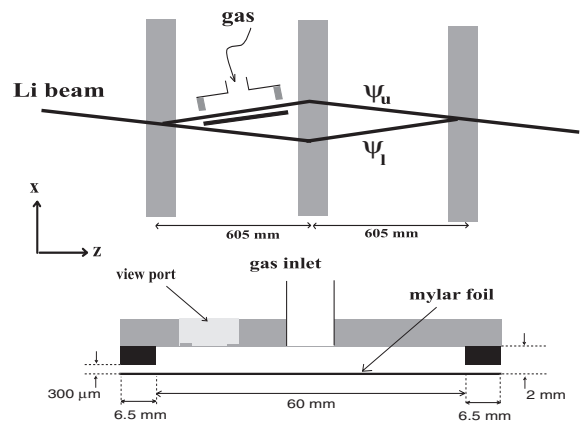 gas
Li beam
Ψu
Ψl
x
z
605 mm
605 mm
gas inlet
view port
mylar foil
300 μm
2 mm
6.5 mm
60 mm
6.5 mm